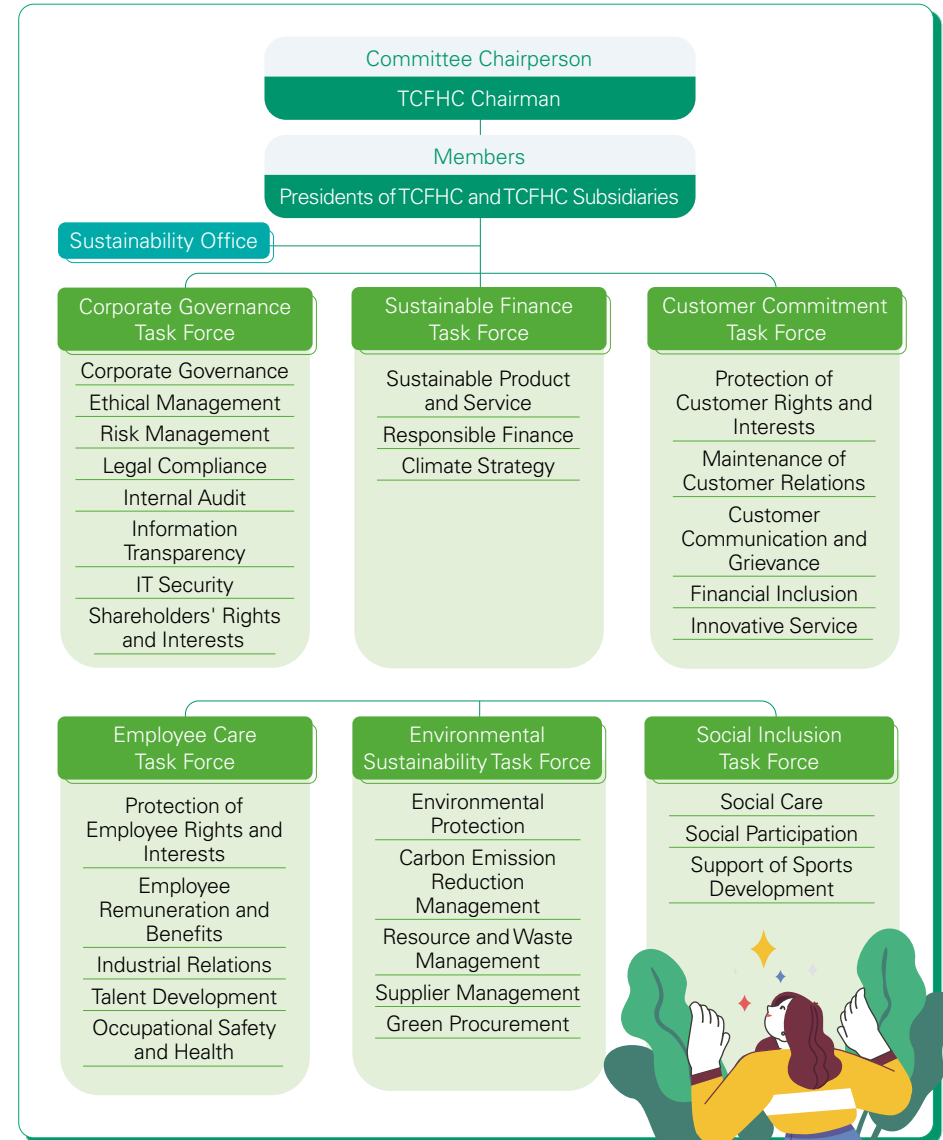 Committee Chairperson
TCFHC Chairman
Members
Presidents of TCFHC and TCFHC Subsidiaries
Sustainability Office
Corporate Governance
Task Force
Corporate Governance
Ethical Management
Risk Management
Legal Compliance
Internal Audit
Information
Transparency
IT Security
Shareholders' Rights
and Interests
Sustainable Finance
Task Force
Sustainable Product
and Service
Responsible Finance
Climate Strategy
Customer Commitment
Task Force
Protection of
Customer Rights and
Interests
Maintenance of
Customer Relations
Customer
Communication and
Grievance
Financial Inclusion
Innovative Service
Employee Care
Task Force
Protection of
Employee Rights and
Interests
Employee
Remuneration and
Benefits
Industrial Relations
Talent Development
Occupational Safety
and Health
Environmental
Sustainability Task Force
Environmental
Protection
Carbon Emission
Reduction
Management
Resource and Waste
Management
Supplier Management
Green Procurement
Social Inclusion
Task Force
Social Care
Social Participation
Support of Sports
Development